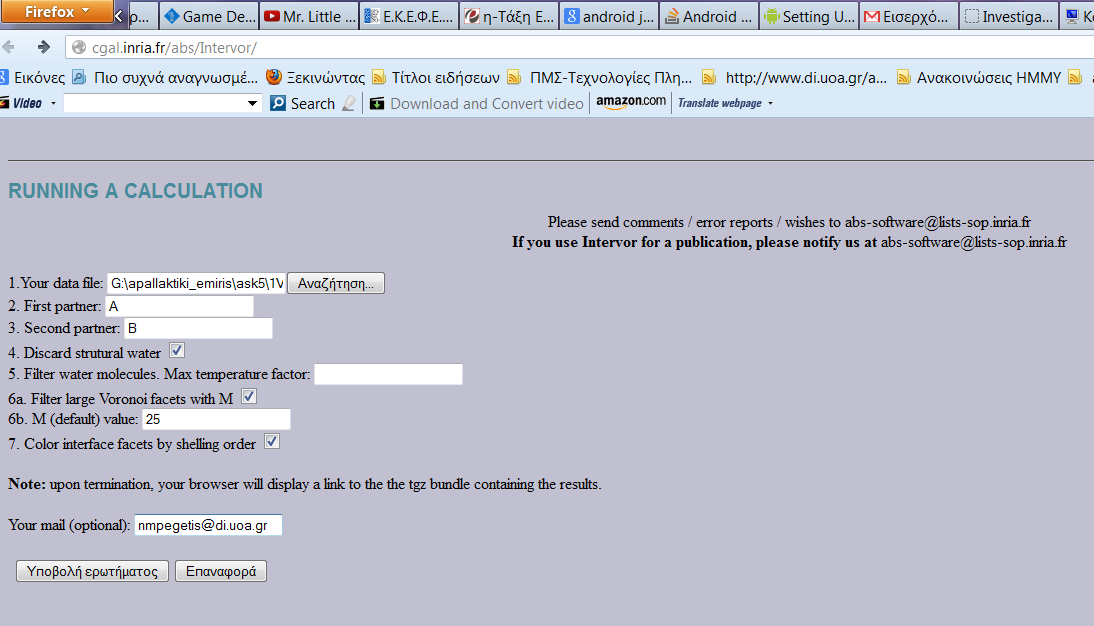 Firefox
ρ... Game De... Mr. Little ... E.K.E.Φ.E.... η-Τάξη Ε... android j... Android ... Setting U... Εισερχό... Investiga... Κ
cgal.inria.fr/abs/Intervor/
Εικόνες Πιο συχνά αναγνωσμέ... Ξεκινώντας Τίτλοι ειδήσεων ΠΜΣ-Τεχνολογίες Πλη... http://www.di.uoa.gr/a... Ανακοινώσεις ΗΜΜΥ
Video Search Download and Convert video amazon.com Translate webpage
RUNNING A CALCULATION
Please send comments / error reports / wishes to abs-software@lists-sop.inria.fr
If you use Intervor for a publication, please notify us at abs-software@lists-sop.inria.fr
1.Your data file: G:\apallaktiki_emiris\ask5\1V Αναζήτηση...
2. First partner: A
3. Second partner: B
4. Discard strutural water
5. Filter water molecules. Max temperature factor:
6a. Filter large Voronoi facets with M
6b. M (default) value: 25
7. Color interface facets by shelling order
Note: upon termination, your browser will display a link to the the tgz bundle containing the results.
Your mail (optional): nmpegetis@di.uoa.gr
Υποβολή ερωτήματος Επαναφορά